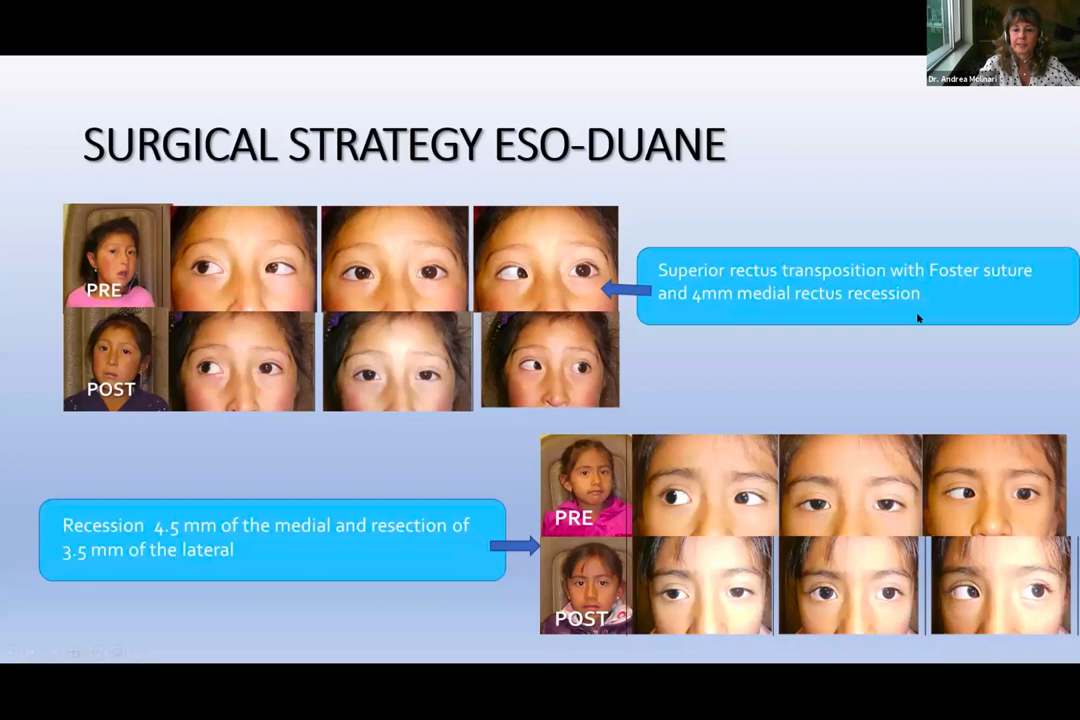 Dr. Andrea Molinari
SURGICAL STRATEGY ESO-DUANE
PRE
POST
Superior rectus transposition with Foster suture
and 4mm medial rectus recession
Recession 4.5 mm of the medial and resection of
3.5 mm of the lateral
PRE
POST